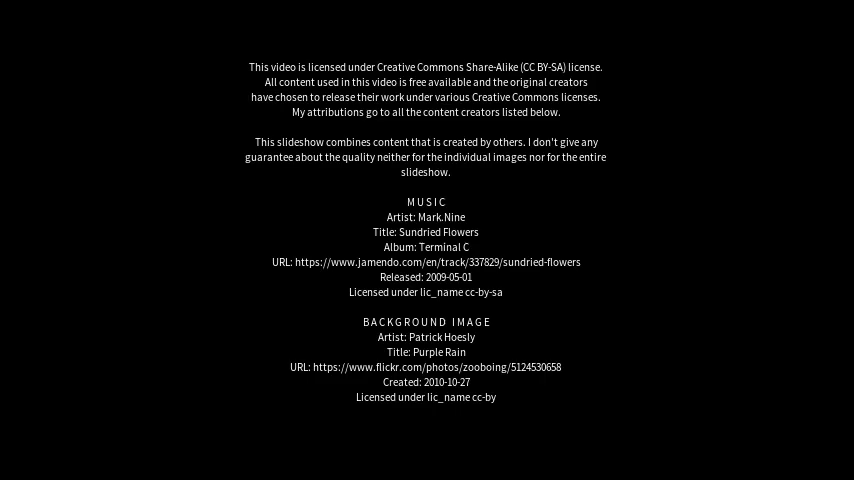 This video is licensed under Creative Commons Share-Alike (CC BY-SA) license.
All content used in this video is free available and the original creators
have chosen to release their work under various Creative Commons licenses.
My attributions go to all the content creators listed below.
This slideshow combines content that is created by others. I don't give any
guarantee about the quality neither for the individual images nor for the entire
slideshow.
MUSIC
Artist: Mark.Nine
Title: Sundried Flowers
Album: Terminal C
URL: https://www.jamendo.com/en/track/337829/sundried-flowers
Released: 2009-05-01
Licensed under lic_name cc-by-sa
BACKGROUND IMAGE
Artist: Patrick Hoesly
Title: Purple Rain
URL: https://www.flickr.com/photos/zooboing/5124530658
Created: 2010-10-27
Licensed under lic_name cc-by